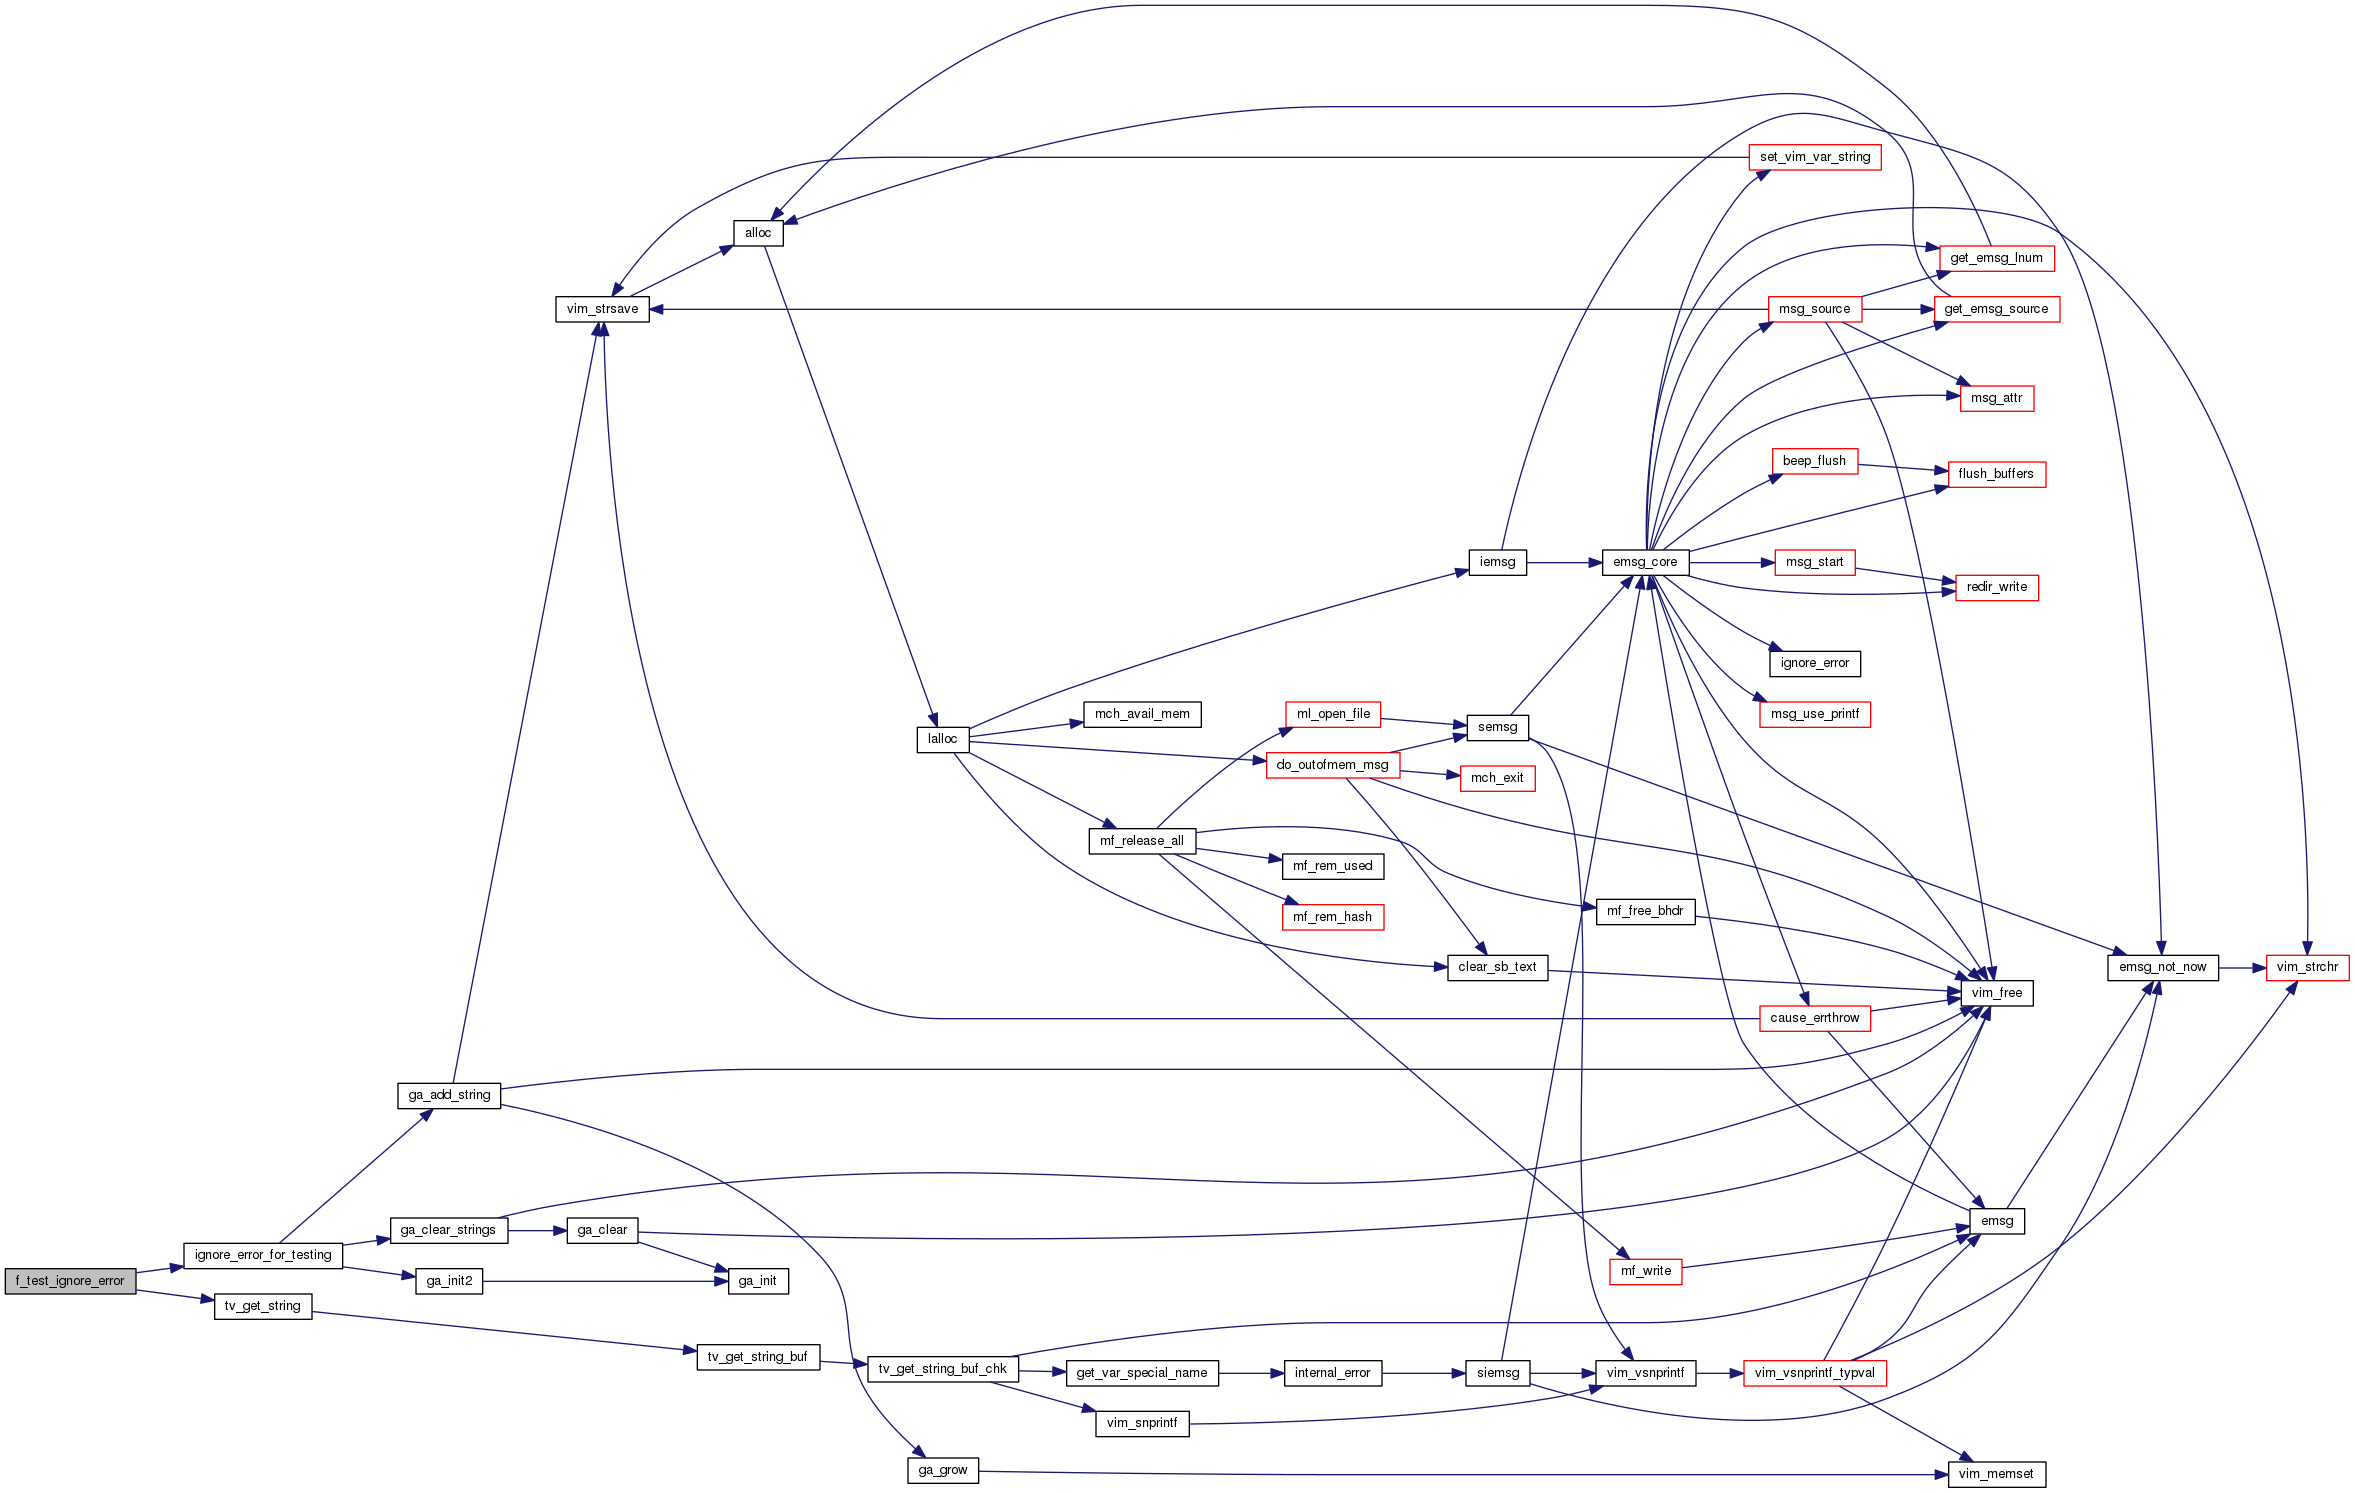 set_vim_var_string
alloc
get_emsg_lnum
vim_strsave
msg_source
get_emsg_source
msg_attr
beep_flush
flush_buffers
iemsg
emsg_core
msg_start
redir_write
ignore_error
mch_avail_mem
ml_open_file
msg_use_printf
lalloc
semsg
do_outofmem_msg
mch_exit
mf_release_all
mf_rem_used
mf_rem_hash
mf_free_bhdr
clear_sb_text
emsg_not_now
vim_strchr
vim_free
cause_errthrow
ga_add_string
ga_clear_strings
ga_clear
emsg
ignore_error_for_testing
f_test_ignore_error
ga_init2
ga_init
mf_write
tv_get_string
tv_get_string_buf
tv_get_string_buf_chk
get_var_special_name
internal_error
siemsg
vim_vsnprintf
vim_vsnprintf_typval
vim_snprintf
ga_grow
vim_memset